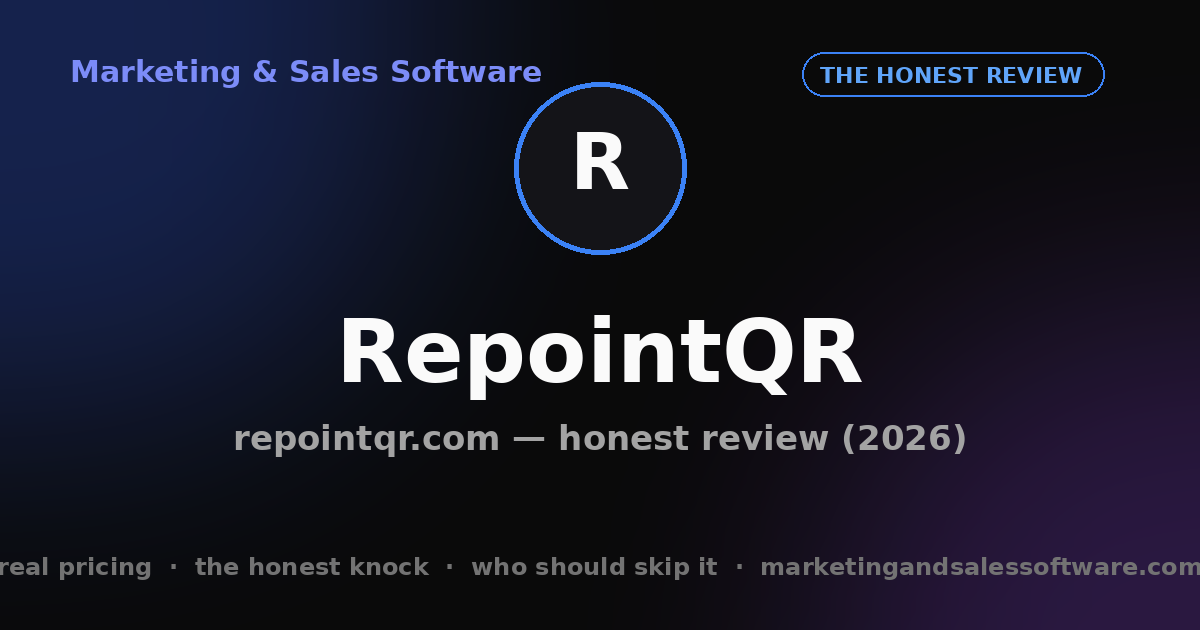 Marketing & Sales Software
THE HONEST REVIEW
R
RepointQR
repointqr.com — honest review (2026)
real pricing · the honest knock · who should skip it · marketingandsalessoftware.com